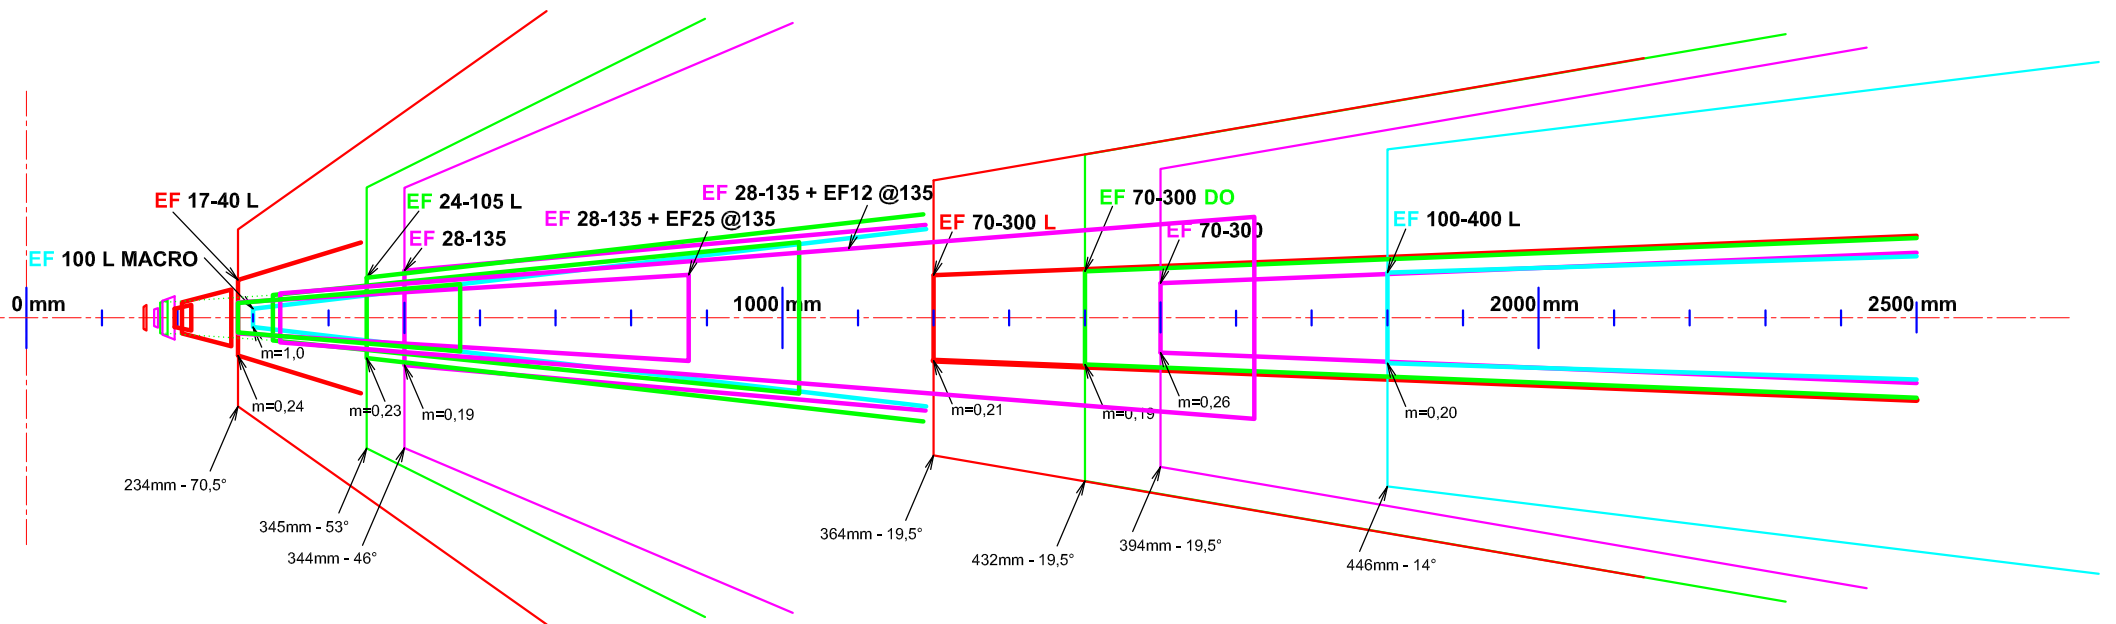 EF 17-40 L
EF 28-135 + EF12 @135
EF 24-105 L
EF 70-300 DO
EF 28-135 + EF25 @135
EF 70-300 L
EF 100-400 L
EF 28-135
EF 70-300
EF 100 L MACRO
0 mm
1000 mm
2000 mm
2500 mm
m=1,0
m=0,24
m=0,23
m=0,19
m=0,21
m=0,19
m=0,26
m=0,20
234mm - 70,5°
345mm - 53°
344mm - 46°
364mm - 19,5°
432mm - 19,5°
394mm - 19,5°
446mm - 14°